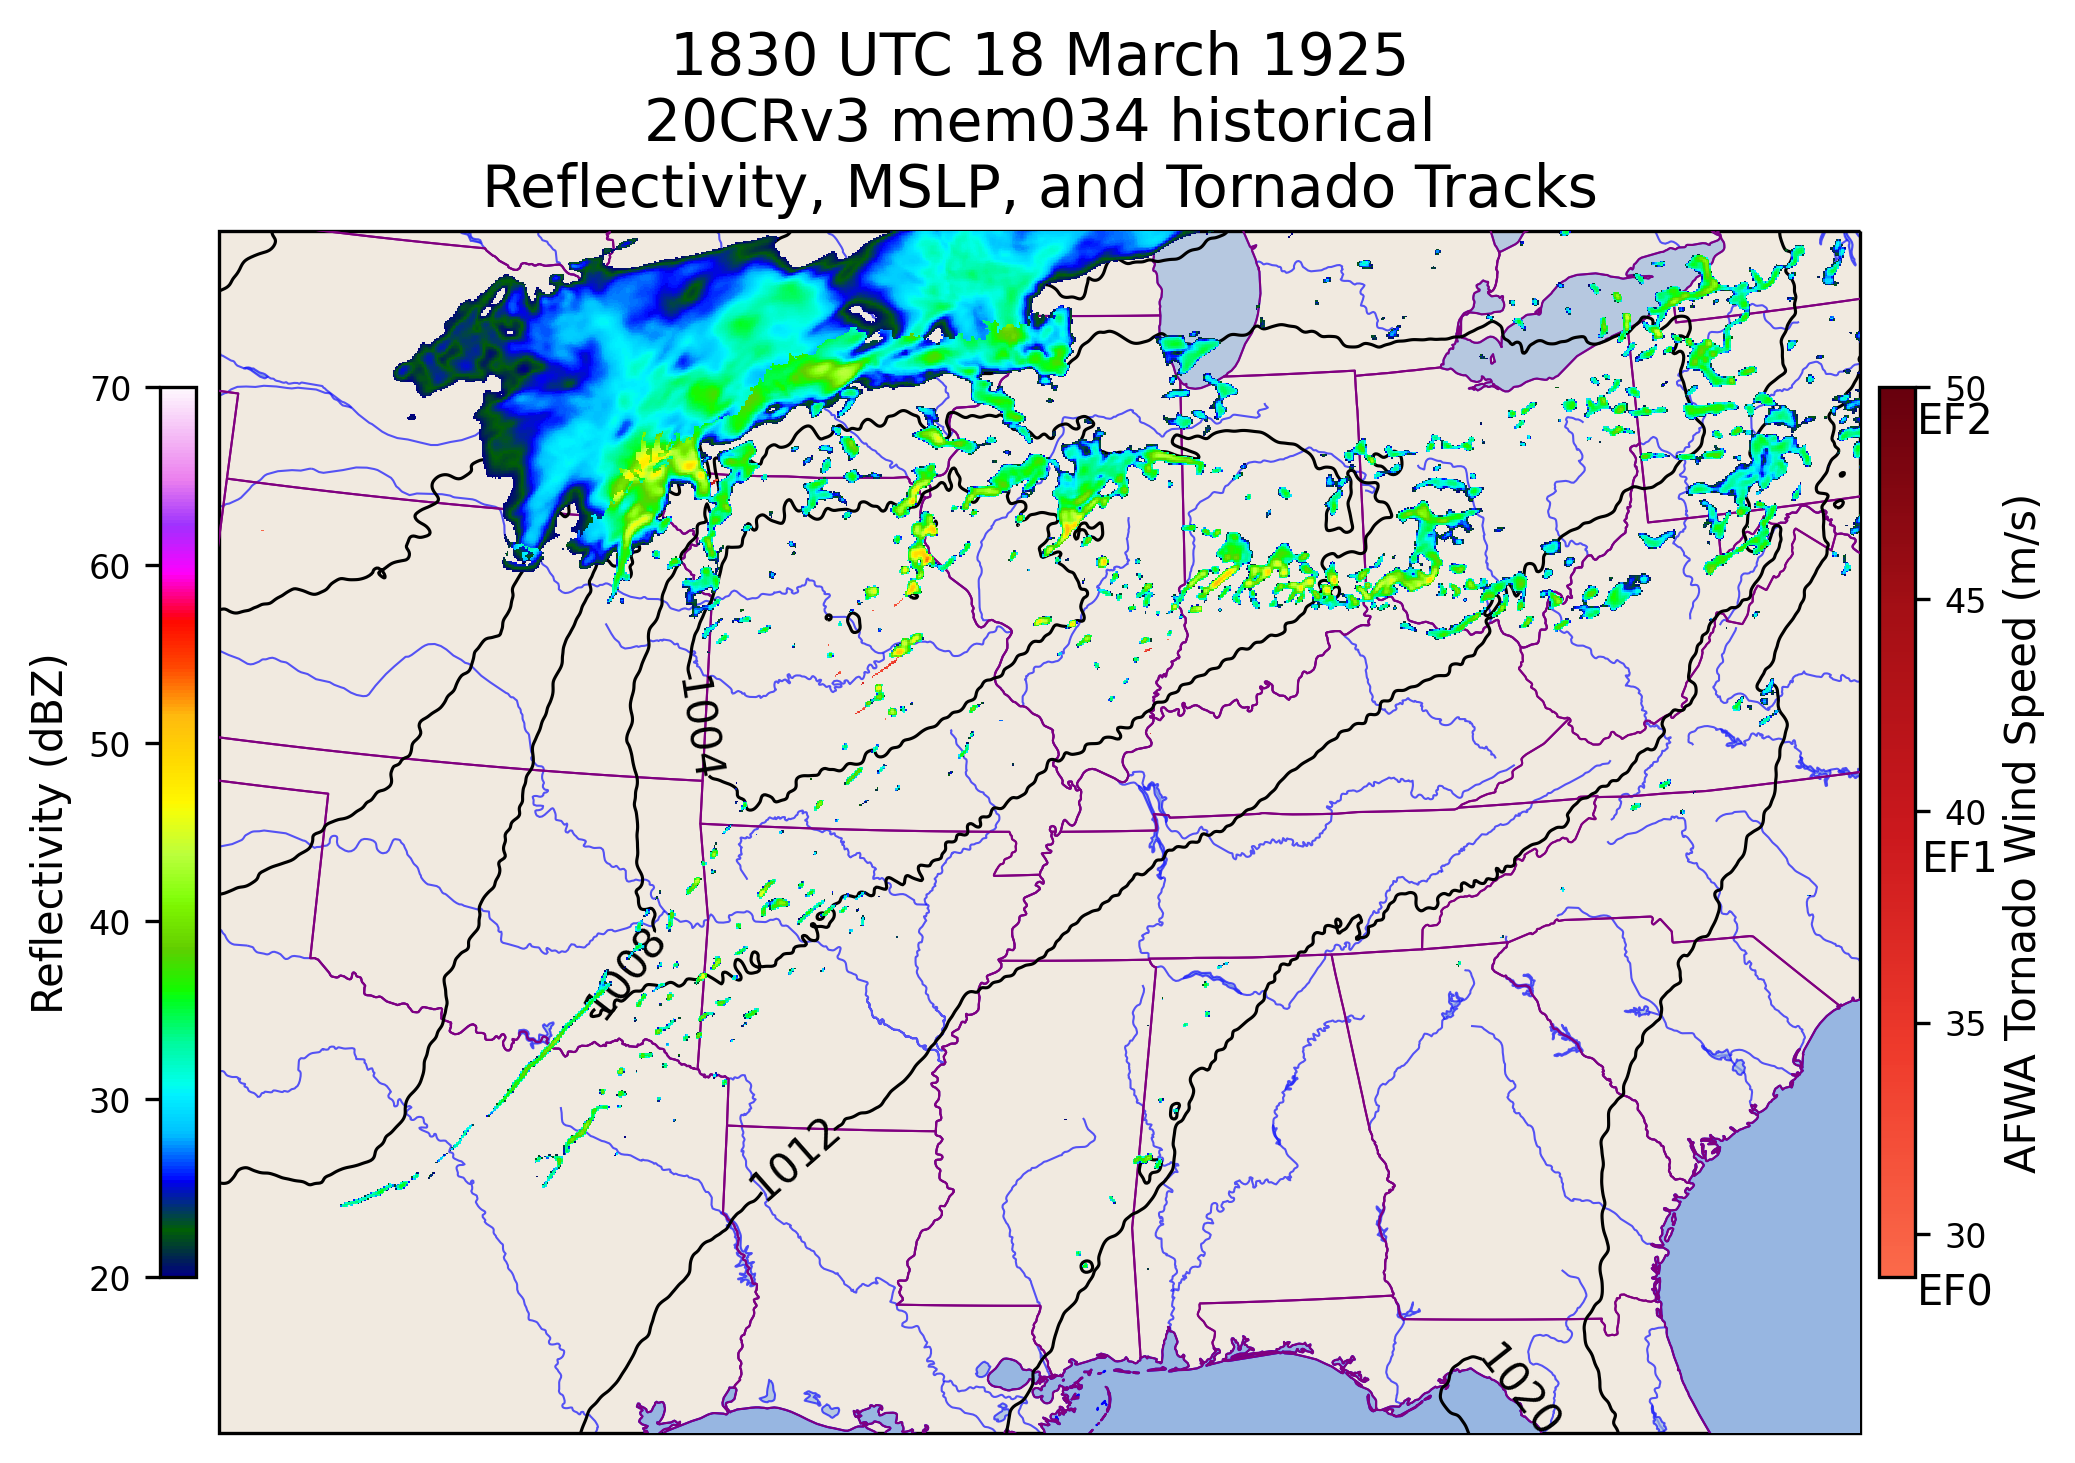 1830 UTC 18 March 1925
20CRv3 mem034 historical
Reflectivity, MSLP, and Tornado Tracks
70
60
50
40
30
20
Reflectivity (dBZ)
1004
1008
1012
1020
50
EF2
45
40
EF1
35
30
EF0
AFWA Tornado Wind Speed (m/s)